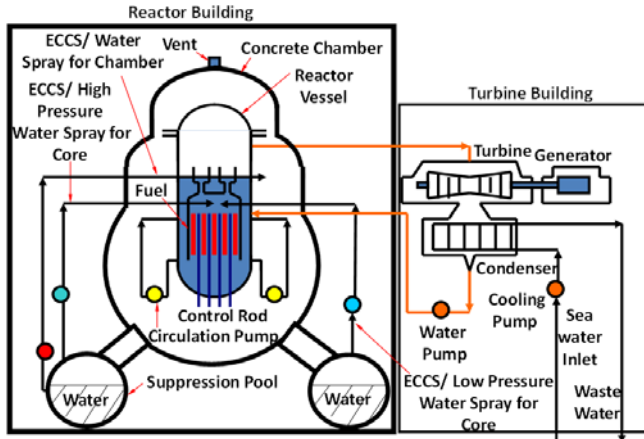 Reactor Building
ECCS/ Water
Spray for
Chamber
Vent
Concrete Chamber
Reactor
Vessel
ECCS/ High
Pressure
Water Spray for
Core
Fuel
Control Rod
Circulation Pump
Suppression Pool
Water
Water
ECCS/ Low Pressure
Water Spray for
Core
Turbine Building
Turbine
Generator
Condenser
Cooling
Pump
Water
Pump
Sea
water
Inlet
Waste
Water